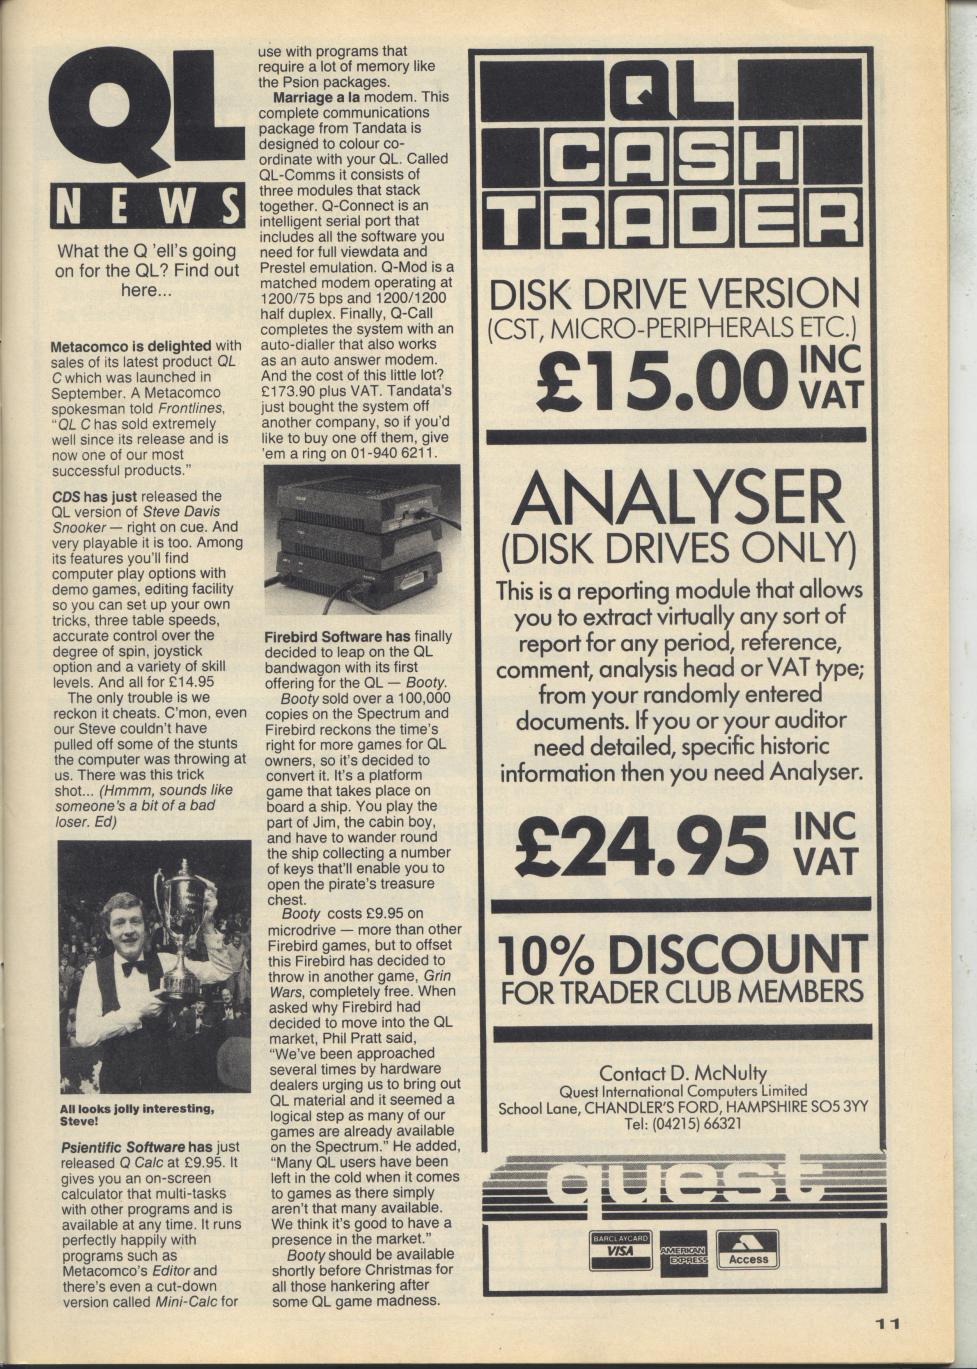 QL
NEWS
What the Q 'ell's going
on for the QL? Find out
here...
Metacomco is delighted with
sales of its latest product QL
C which was launched in
September. A Metacomco
spokesman told Frontlines,
“QL C has sold extremely
well since its release and is
now one of our most
successful products.”
CDS has just released the
QL version of Steve Davis
Snooker — right on cue. And
very playable it is too. Among
its features you'll find
computer play options with
demo games, editing facility
so you can set up your own
tricks, three table speeds,
accurate control over the
degree of spin, joystick
option and a variety of skill
levels. And all for £14.95
The only trouble is we
reckon it cheats. C'mon, even
our Steve couldn't have
pulled off some of the stunts
the computer was throwing at
us. There was this trick
shot... (Hmmm, sounds like
someone's a bit of a bad
loser. Ed)
All looks jolly interesting,
Steve!
Psientific Software has just
released Q Calc at £9.95. It
gives you an on-screen
calculator that multi-tasks
with other programs and is
available at any time. It runs
perfectly happily with
programs such as
Metacomco's Editor and
there's even a cut-down
version called Mini-Calc for
use with programs that
require a lot of memory like
the Psion packages.
Marriage a la modem. This
complete communications
package from Tandata is
designed to colour co-
ordinate with your QL. Called
QL-Comms it consists of
three modules that stack
together. Q-Connect is an
intelligent serial port that
includes all the software you
need for full viewdata and
Prestel emulation. Q-Mod is a
matched modem operating at
1200/75 bps and 1200/1200
half duplex. Finally, Q-Call
completes the system with an
auto-dialler that also works
as an auto answer modem.
And the cost of this little lot?
£173.90 plus VAT. Tandata's
just bought the system off
another company, so if you'd
like to buy one off them, give
'em a ring on 01-940 6211.
Firebird Software has finally
decided to leap on the QL
bandwagon with its first
offering for the QL — Booty.
Booty sold over a 100,000
copies on the Spectrum and
Firebird reckons the time's
right for more games for QL
owners, so it's decided to
convert it. It's a platform
game that takes place on
board a ship. You play the
part of Jim, the cabin boy,
and have to wander round
the ship collecting a number
of keys that'll enable you to
open the pirate's treasure
chest.
Booty costs £9.95 on
microdrive — more than other
Firebird games, but to offset
this Firebird has decided to
throw in another game, Grin
Wars, completely free. When
asked why Firebird had
decided to move into the QL
market, Phil Pratt said,
“We've been approached
several times by hardware
dealers urging us to bring out
QL material and it seemed a
logical step as many of our
games are already available
on the Spectrum.” He added,
“Many QL users have been
left in the cold when it comes
to games as there simply
aren't that many available.
We think it's good to have a
presence in the market.”
Booty should be available
shortly before Christmas for
all those hankering after
some QL game madness.
QL
CASH
TRADER
DISK DRIVE VERSION
(CST, MICRO-PERIPHERALS ETC.)
£15.00 INC VAT
ANALYSER
(DISK DRIVES ONLY)
This is a reporting module that allows
you to extract virtually any sort of
report for any period, reference,
comment, analysis head or VAT type;
from your randomly entered
documents. If you or your auditor
need detailed, specific historic
information then you need Analyser.
£24.95 INC VAT
10% DISCOUNT
FOR TRADER CLUB MEMBERS
Contact D. McNulty
Quest International Computers Limited
School Lane, CHANDLER'S FORD, HAMPSHIRE SO5 3YY
Tel: (04215) 66321
quest
BARCLAYCARD
VISA
AMERICAN
EXPRESS
Access
11